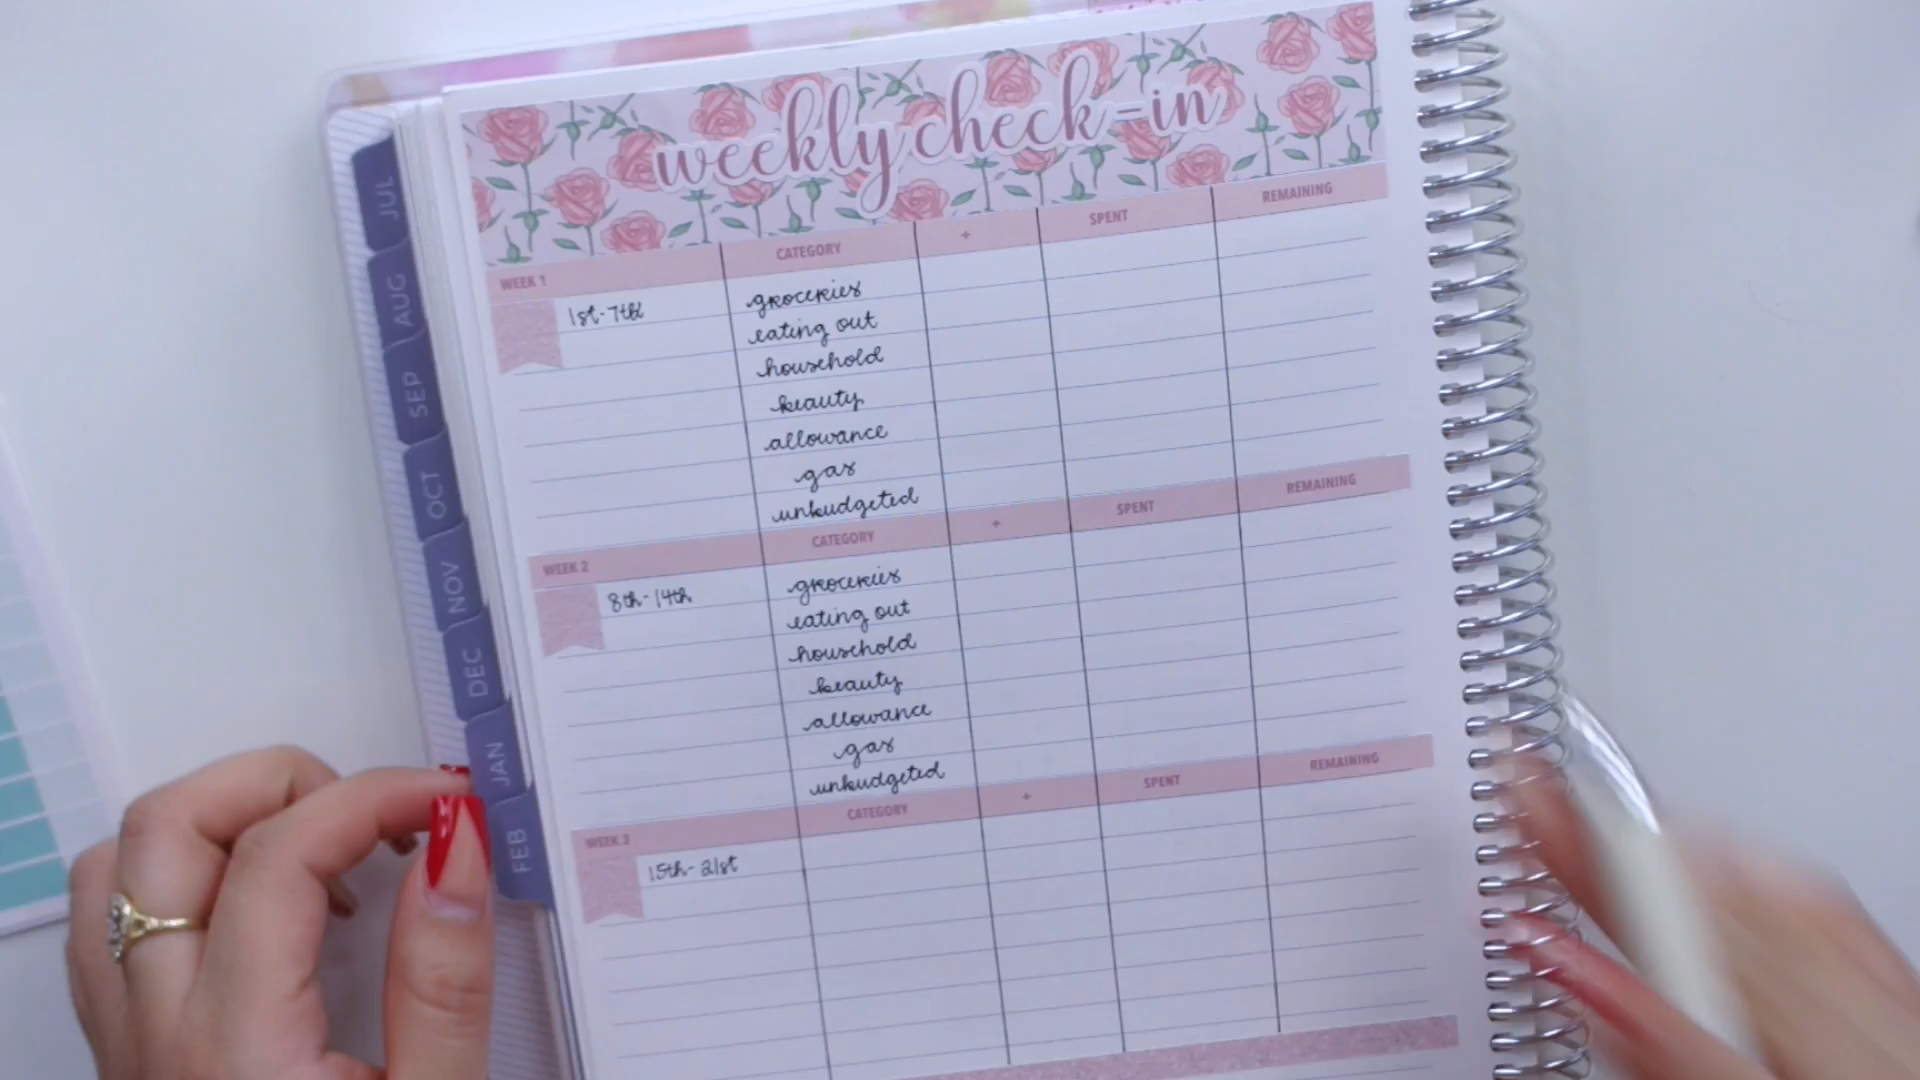 weekly check-in
WEEK 1 CATEGORY + SPENT REMAINING
1st-7th groceries
eating out
household
beauty
allowance
gas
unbudgeted
WEEK 2 CATEGORY + SPENT REMAINING
8th-14th groceries
eating out
household
beauty
allowance
gas
unbudgeted
WEEK 3 CATEGORY + SPENT REMAINING
15th-21st
JUL
AUG
SEP
OCT
NOV
DEC
JAN
FEB